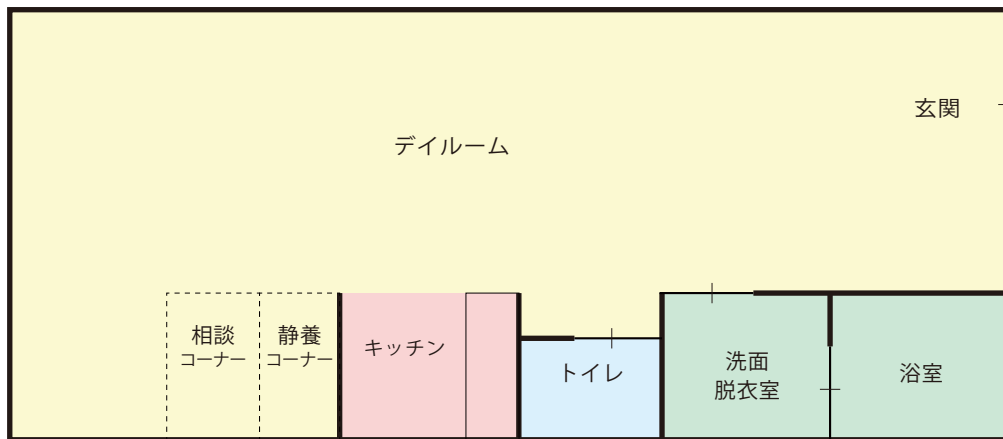 玄関
デイルーム
相談
コーナー
静養
コーナー
キッチン
トイレ
洗面
脱衣室
浴室